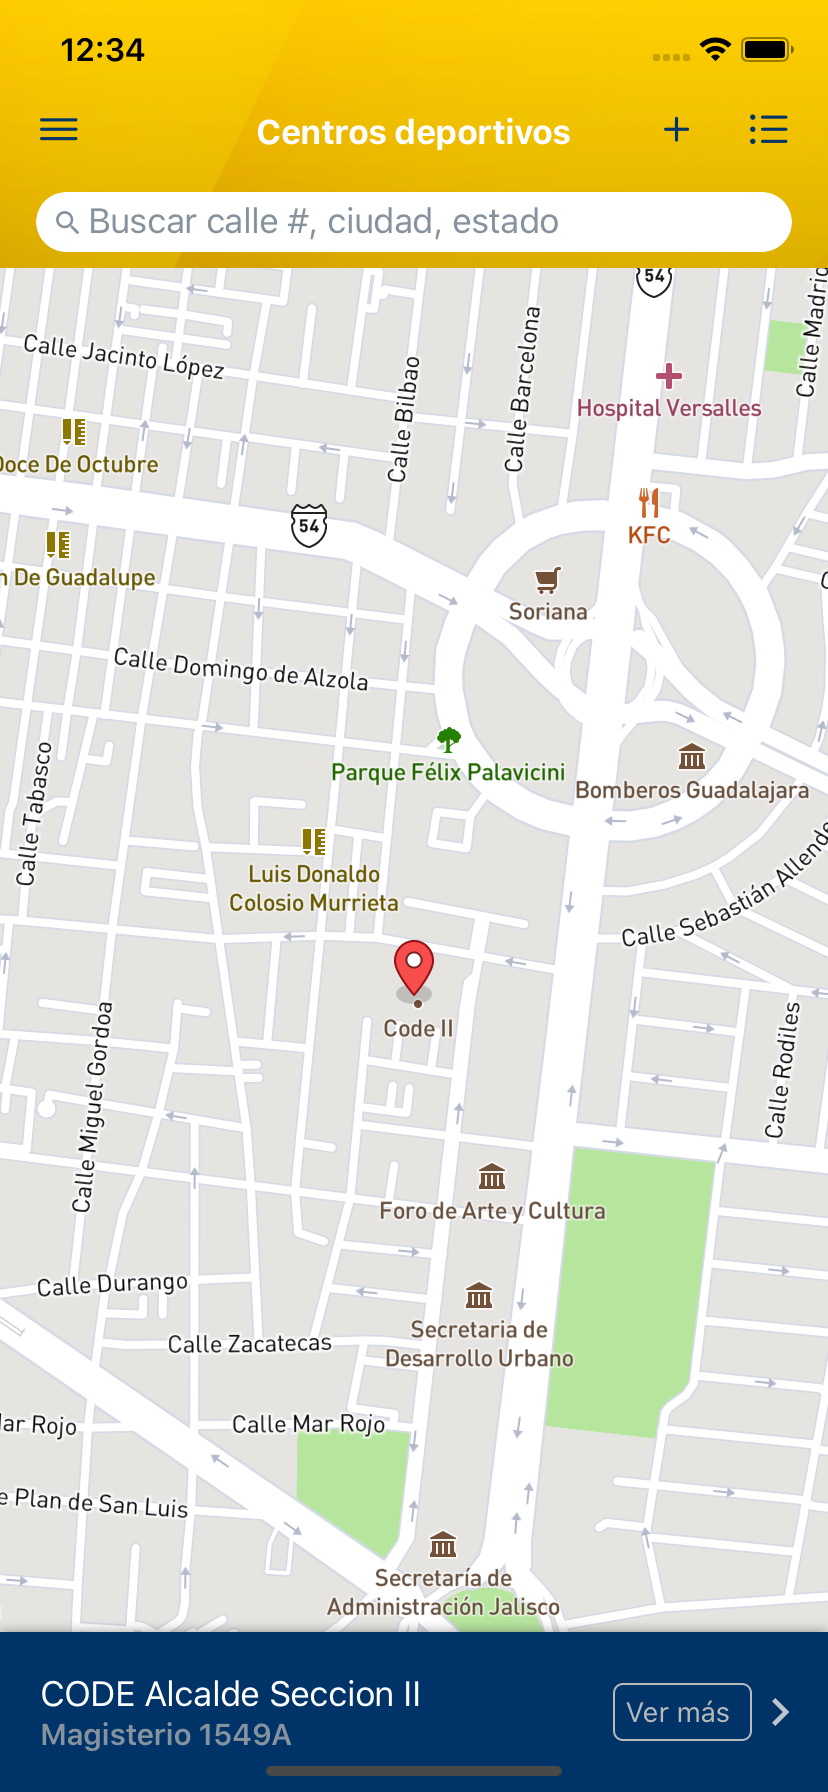 12:34
Centros deportivos
Buscar calle #, ciudad, estado
54
Calle Madrid
Calle Jacinto López
Calle Bilbao
Calle Barcelona
Hospital Versalles
Doce De Octubre
54
KFC
De Guadalupe
Soriana
Calle Domingo de Alzola
Parque Félix Palavicini
Bomberos Guadalajara
Calle Tabasco
Luis Donaldo
Colosio Murrieta
Calle Sebastián Allende
Code II
Calle Miguel Gordoa
Calle Rodiles
Foro de Arte y Cultura
Calle Durango
Secretaria de
Desarrollo Urbano
Calle Zacatecas
Mar Rojo
Calle Mar Rojo
Plan de San Luis
Secretaría de
Administración Jalisco
CODE Alcalde Seccion II
Magisterio 1549A
Ver más